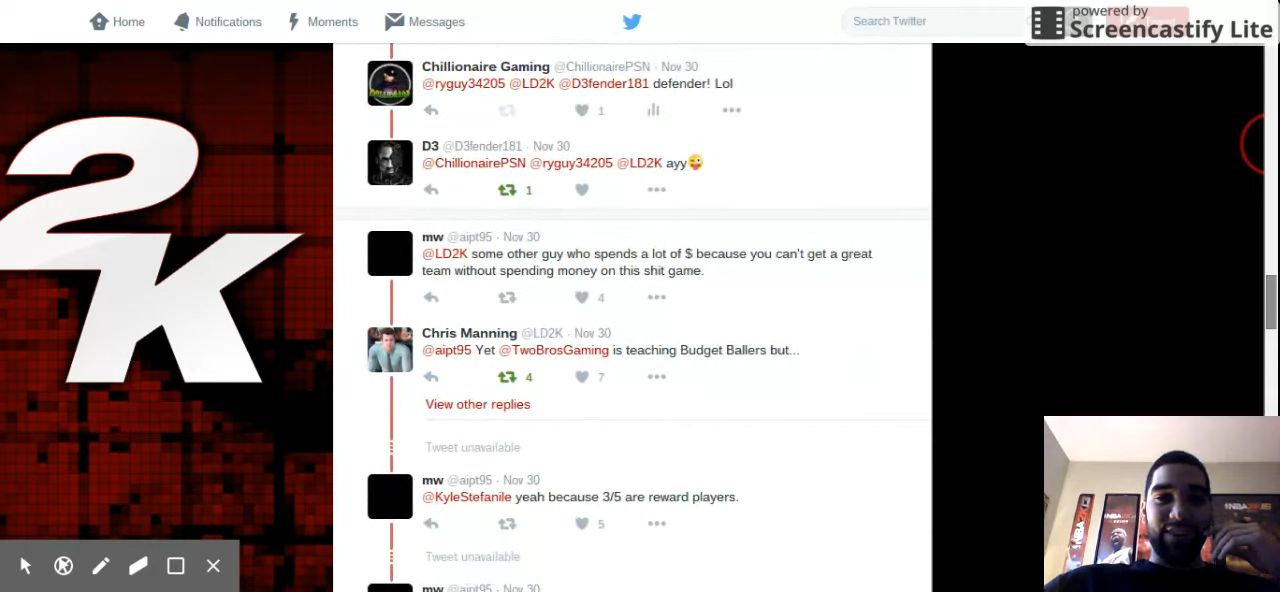 Home Notifications Moments Messages Search Twitter
powered by
Screencastify Lite
Chillionaire Gaming @ChillionairePSN · Nov 30
@ryguy34205 @LD2K @D3fender181 defender! Lol
1
D3 @D3fender181 · Nov 30
@ChillionairePSN @ryguy34205 @LD2K ayy😜
1
2K
mw @aipt95 · Nov 30
@LD2K some other guy who spends a lot of $ because you can't get a great
team without spending money on this shit game.
4
Chris Manning @LD2K · Nov 30
@aipt95 Yet @TwoBrosGaming is teaching Budget Ballers but...
4 7
View other replies
Tweet unavailable
mw @aipt95 · Nov 30
@KyleStefanile yeah because 3/5 are reward players.
5
Tweet unavailable
mw @aipt95 · Nov 30